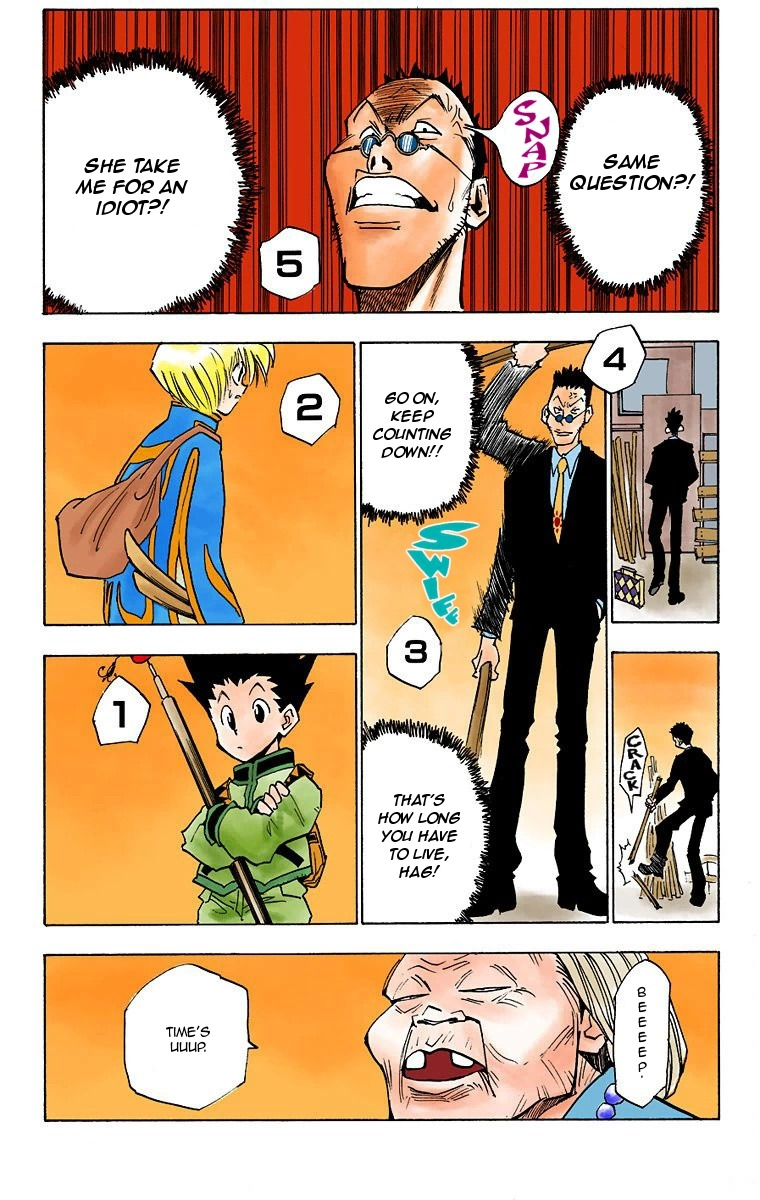 SAME
QUESTION?!
SNAP
5
SHE TAKE
ME FOR AN
IDIOT?!
4
CRACK
GO ON,
KEEP
COUNTING
DOWN!!
SWIFF
3
THAT'S
HOW LONG
YOU HAVE
TO LIVE,
HAG!
2
1
BEEEEP.
TIME'S
UUUP.